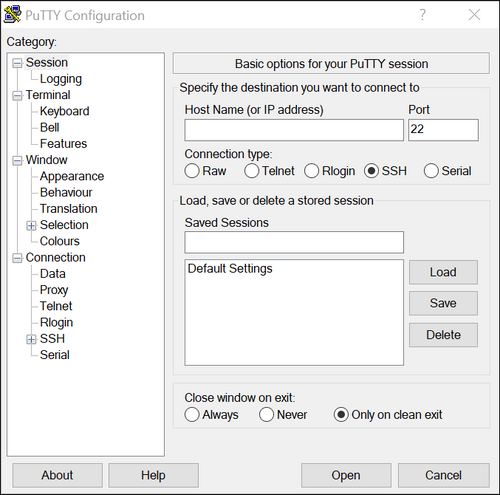 PuTTY Configuration
?
Category:
Session
Logging
Terminal
Keyboard
Bell
Features
Window
Appearance
Behaviour
Translation
Selection
Colours
Connection
Data
Proxy
Telnet
Rlogin
SSH
Serial
Basic options for your PuTTY session
Specify the destination you want to connect to
Host Name (or IP address) Port
22
Connection type:
Raw Telnet Rlogin SSH Serial
Load, save or delete a stored session
Saved Sessions
Default Settings
Load
Save
Delete
Close window on exit:
Always Never Only on clean exit
About Help Open Cancel